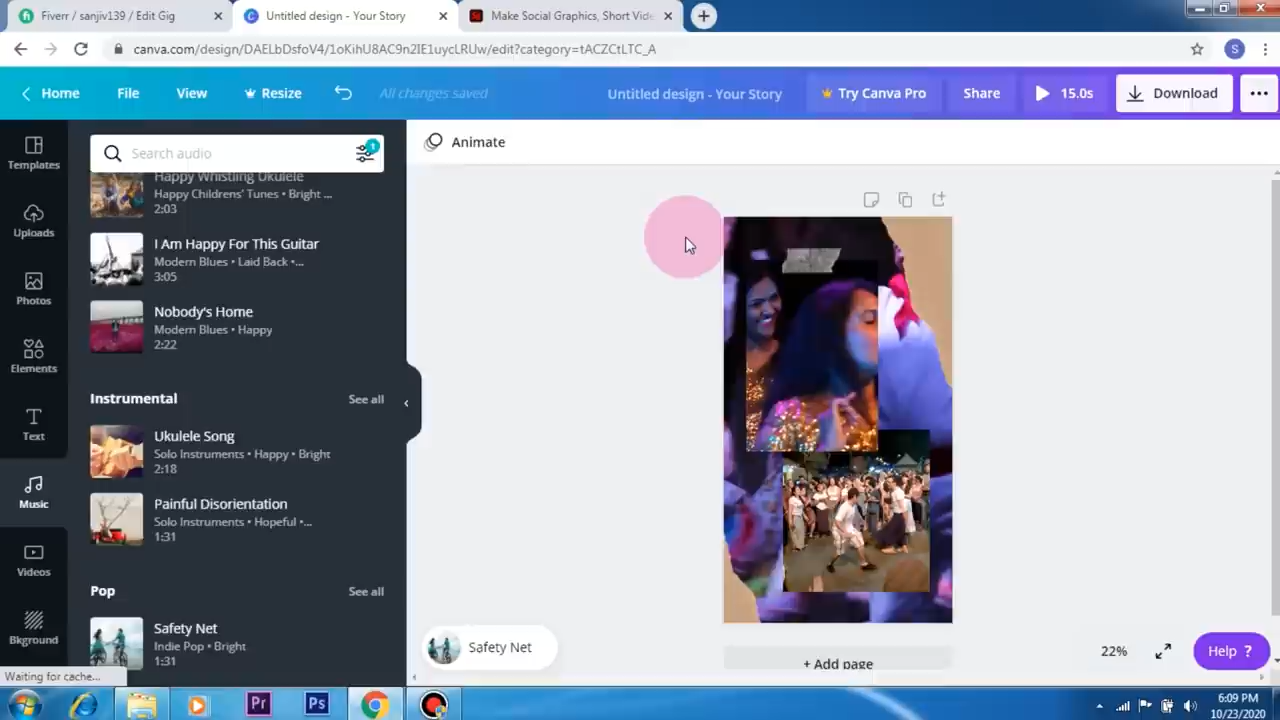 Fiverr / sanjiv139 / Edit Gig
Untitled design - Your Story
Make Social Graphics, Short Vide
canva.com/design/DAELbDsfoV4/1oKihU8AC9n2IE1uycLRUw/edit?category=tACZCtLTC_A
S
Home
File
View
Resize
All changes saved
Untitled design - Your Story
Try Canva Pro
Share
15.0s
Download
Templates
Uploads
Photos
Elements
Text
Music
Videos
Bkground
Search audio
1
Happy Whistling Ukulele
Happy Childrens' Tunes • Bright ...
2:03
I Am Happy For This Guitar
Modern Blues • Laid Back •...
3:05
Nobody's Home
Modern Blues • Happy
2:22
Instrumental
See all
Ukulele Song
Solo Instruments • Happy • Bright
2:18
Painful Disorientation
Solo Instruments • Hopeful •...
1:31
Pop
See all
Safety Net
Indie Pop • Bright
1:31
Animate
Safety Net
+ Add page
22%
Help ?
Waiting for cache...
Pr
Ps
6:09 PM
10/23/2020